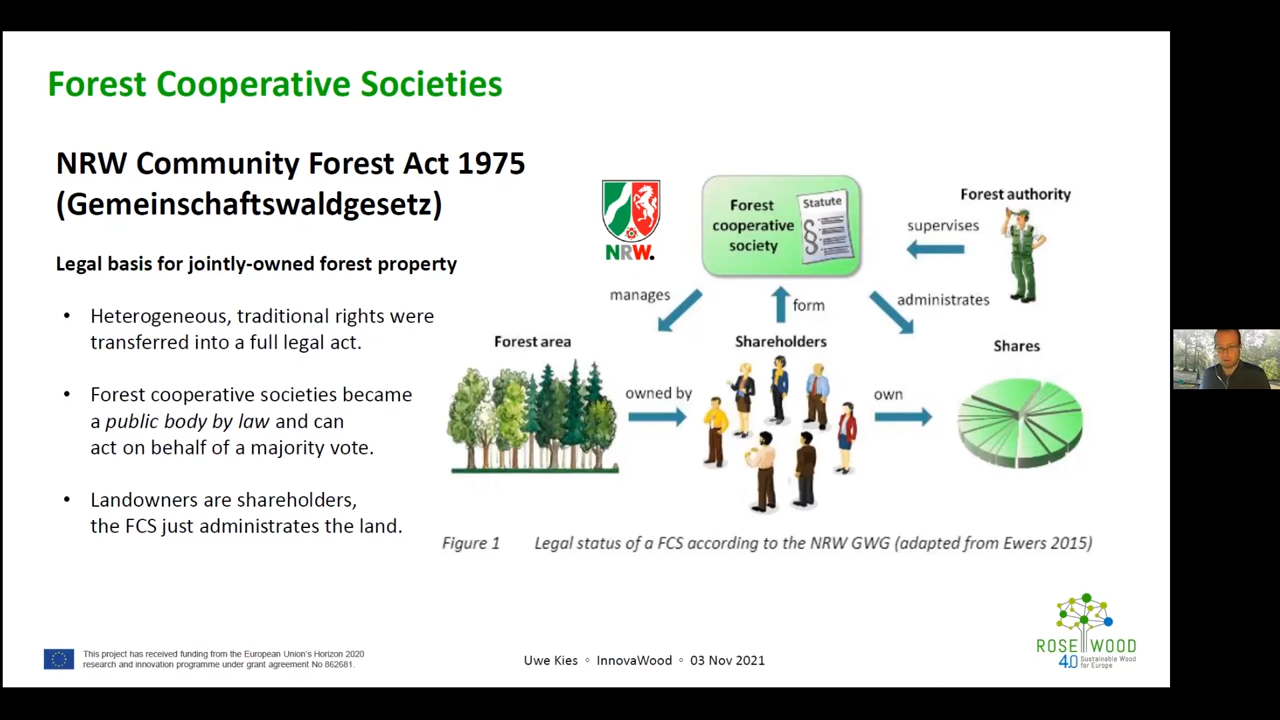 Forest Cooperative Societies
NRW Community Forest Act 1975
(Gemeinschaftswaldgesetz)
Legal basis for jointly-owned forest property
• Heterogeneous, traditional rights were
transferred into a full legal act.
• Forest cooperative societies became
a public body by law and can
act on behalf of a majority vote.
• Landowners are shareholders,
the FCS just administrates the land.
NRW.
Forest
cooperative
society
Statute
§
Forest authority
supervises
manages
form
administrates
Forest area
Shareholders
Shares
owned by
own
Figure 1 Legal status of a FCS according to the NRW GWG (adapted from Ewers 2015)
This project has received funding from the European Union's Horizon 2020
research and innovation programme under grant agreement No 862681.
Uwe Kies ◦ InnovaWood ◦ 03 Nov 2021
ROSEWOOD
4.0 Sustainable Wood
for Europe